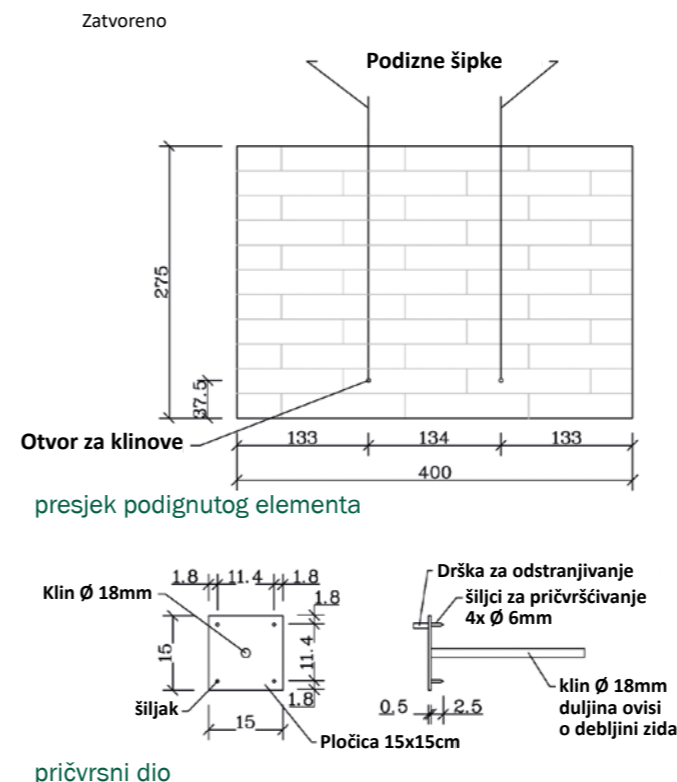 Zatvoreno
Podizne šipke
275
37.5
Otvor za klinove
133
134
133
400
presjek podignutog elementa
Klin Ø 18mm
1.8
11.4
1.8
1.8
15
11.4
1.8
šiljak
15
Pločica 15x15cm
Drška za odstranjivanje
šiljci za pričvršćivanje
4x Ø 6mm
0.5
2.5
klin Ø 18mm
duljina ovisi
o debljini zida
pričvrsni dio